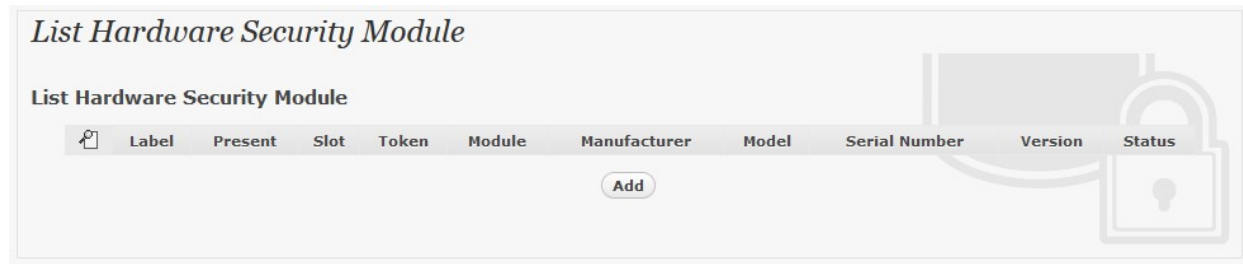 List Hardware Security Module
List Hardware Security Module
Label Present Slot Token Module Manufacturer Model Serial Number Version Status
Add